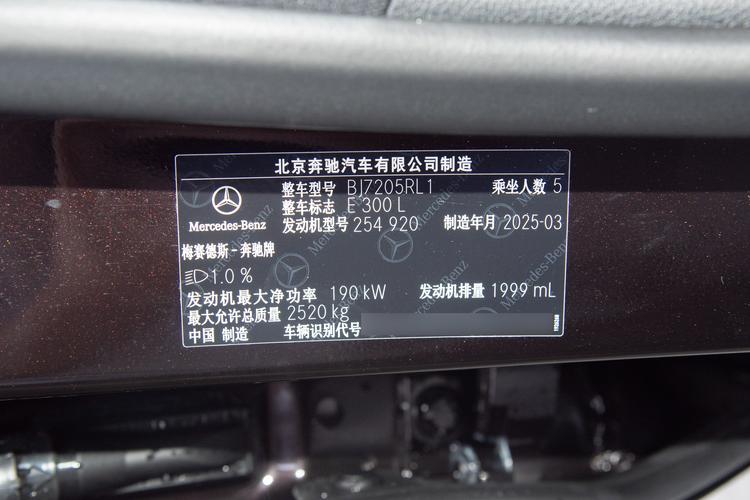 北京奔驰汽车有限公司制造
整车型号 BJ7205RL1 乘坐人数 5
整车标志 E 300 L
发动机型号 254 920 制造年月 2025-03
Mercedes-Benz
梅赛德斯-奔驰牌
1.0 %
发动机最大净功率 190 kW 发动机排量 1999 mL
最大允许总质量 2520 kg
中国 制造 车辆识别代号